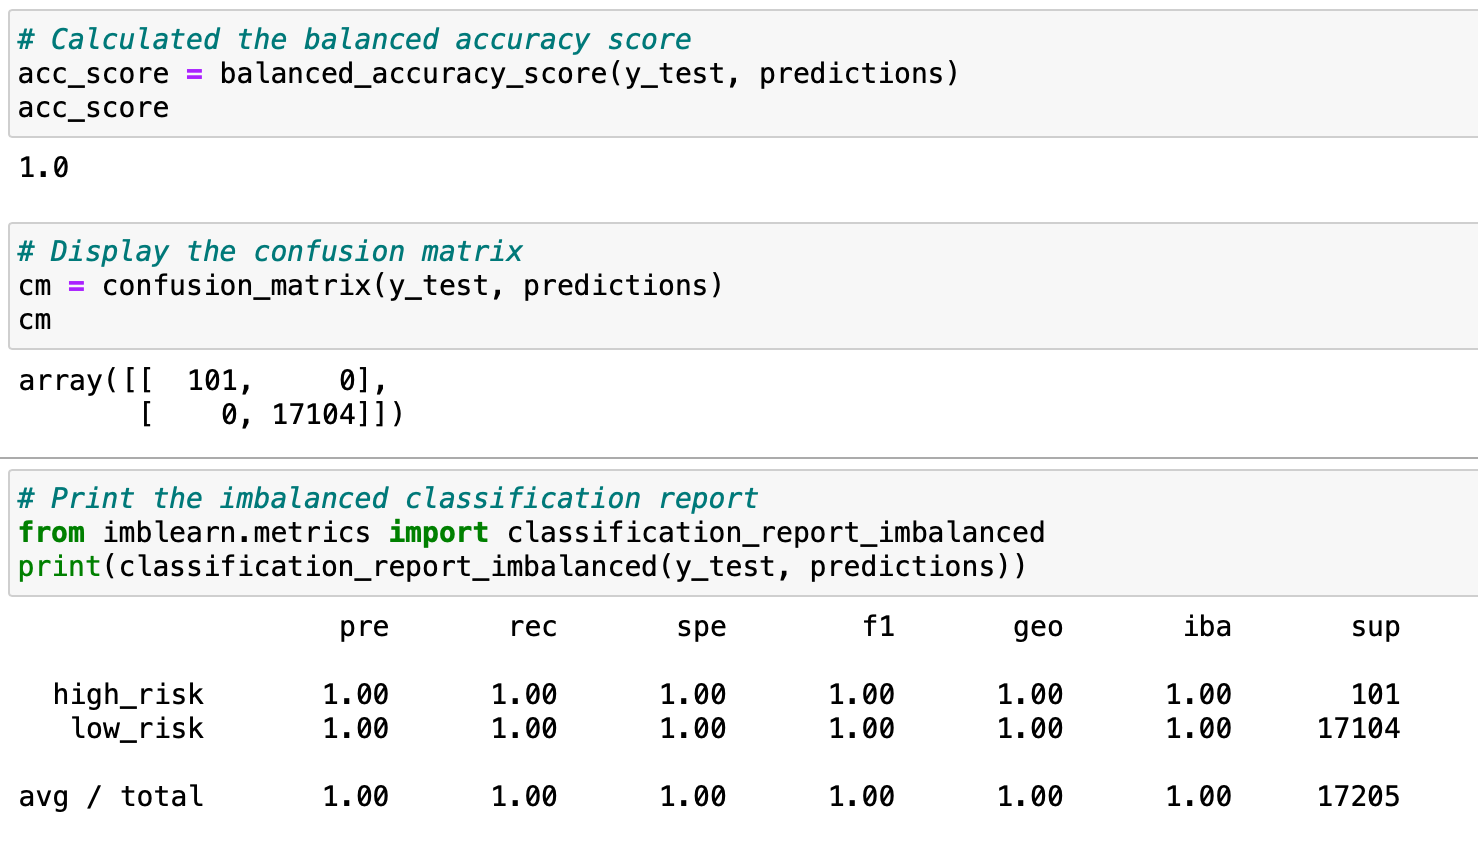 # Calculated the balanced accuracy score
acc_score = balanced_accuracy_score(y_test, predictions)
acc_score
1.0
# Display the confusion matrix
cm = confusion_matrix(y_test, predictions)
cm
array([[  101,     0],
       [    0, 17104]])
# Print the imbalanced classification report
from imblearn.metrics import classification_report_imbalanced
print(classification_report_imbalanced(y_test, predictions))
                   pre       rec       spe        f1       geo       iba       sup
  high_risk       1.00      1.00      1.00      1.00      1.00      1.00       101
   low_risk       1.00      1.00      1.00      1.00      1.00      1.00     17104
avg / total       1.00      1.00      1.00      1.00      1.00      1.00     17205